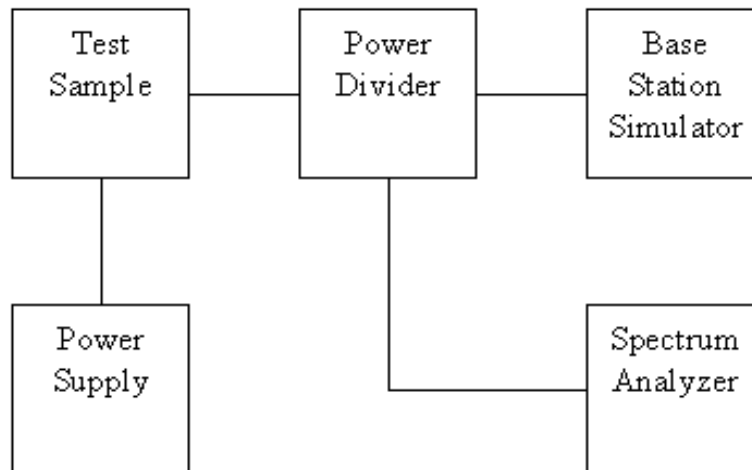 Test
Sample
Power
Divider
Base
Station
Simulator
Power
Supply
Spectrum
Analyzer